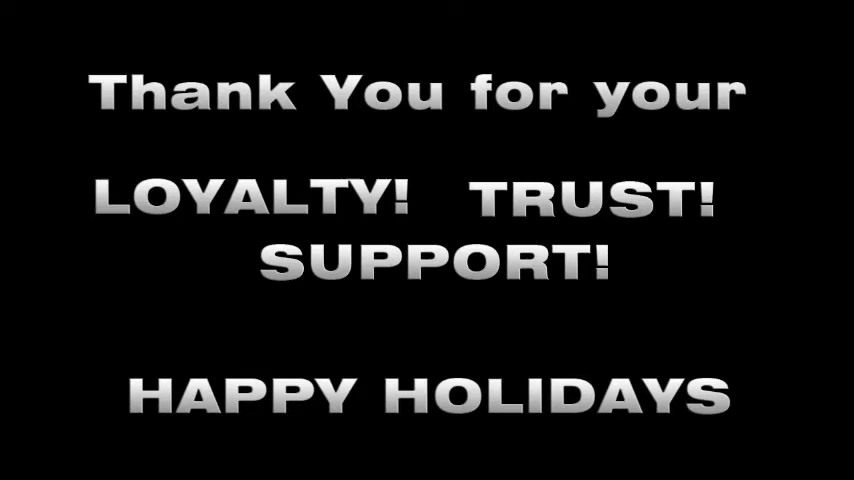 Thank You for your
LOYALTY! TRUST!
SUPPORT!
HAPPY HOLIDAYS